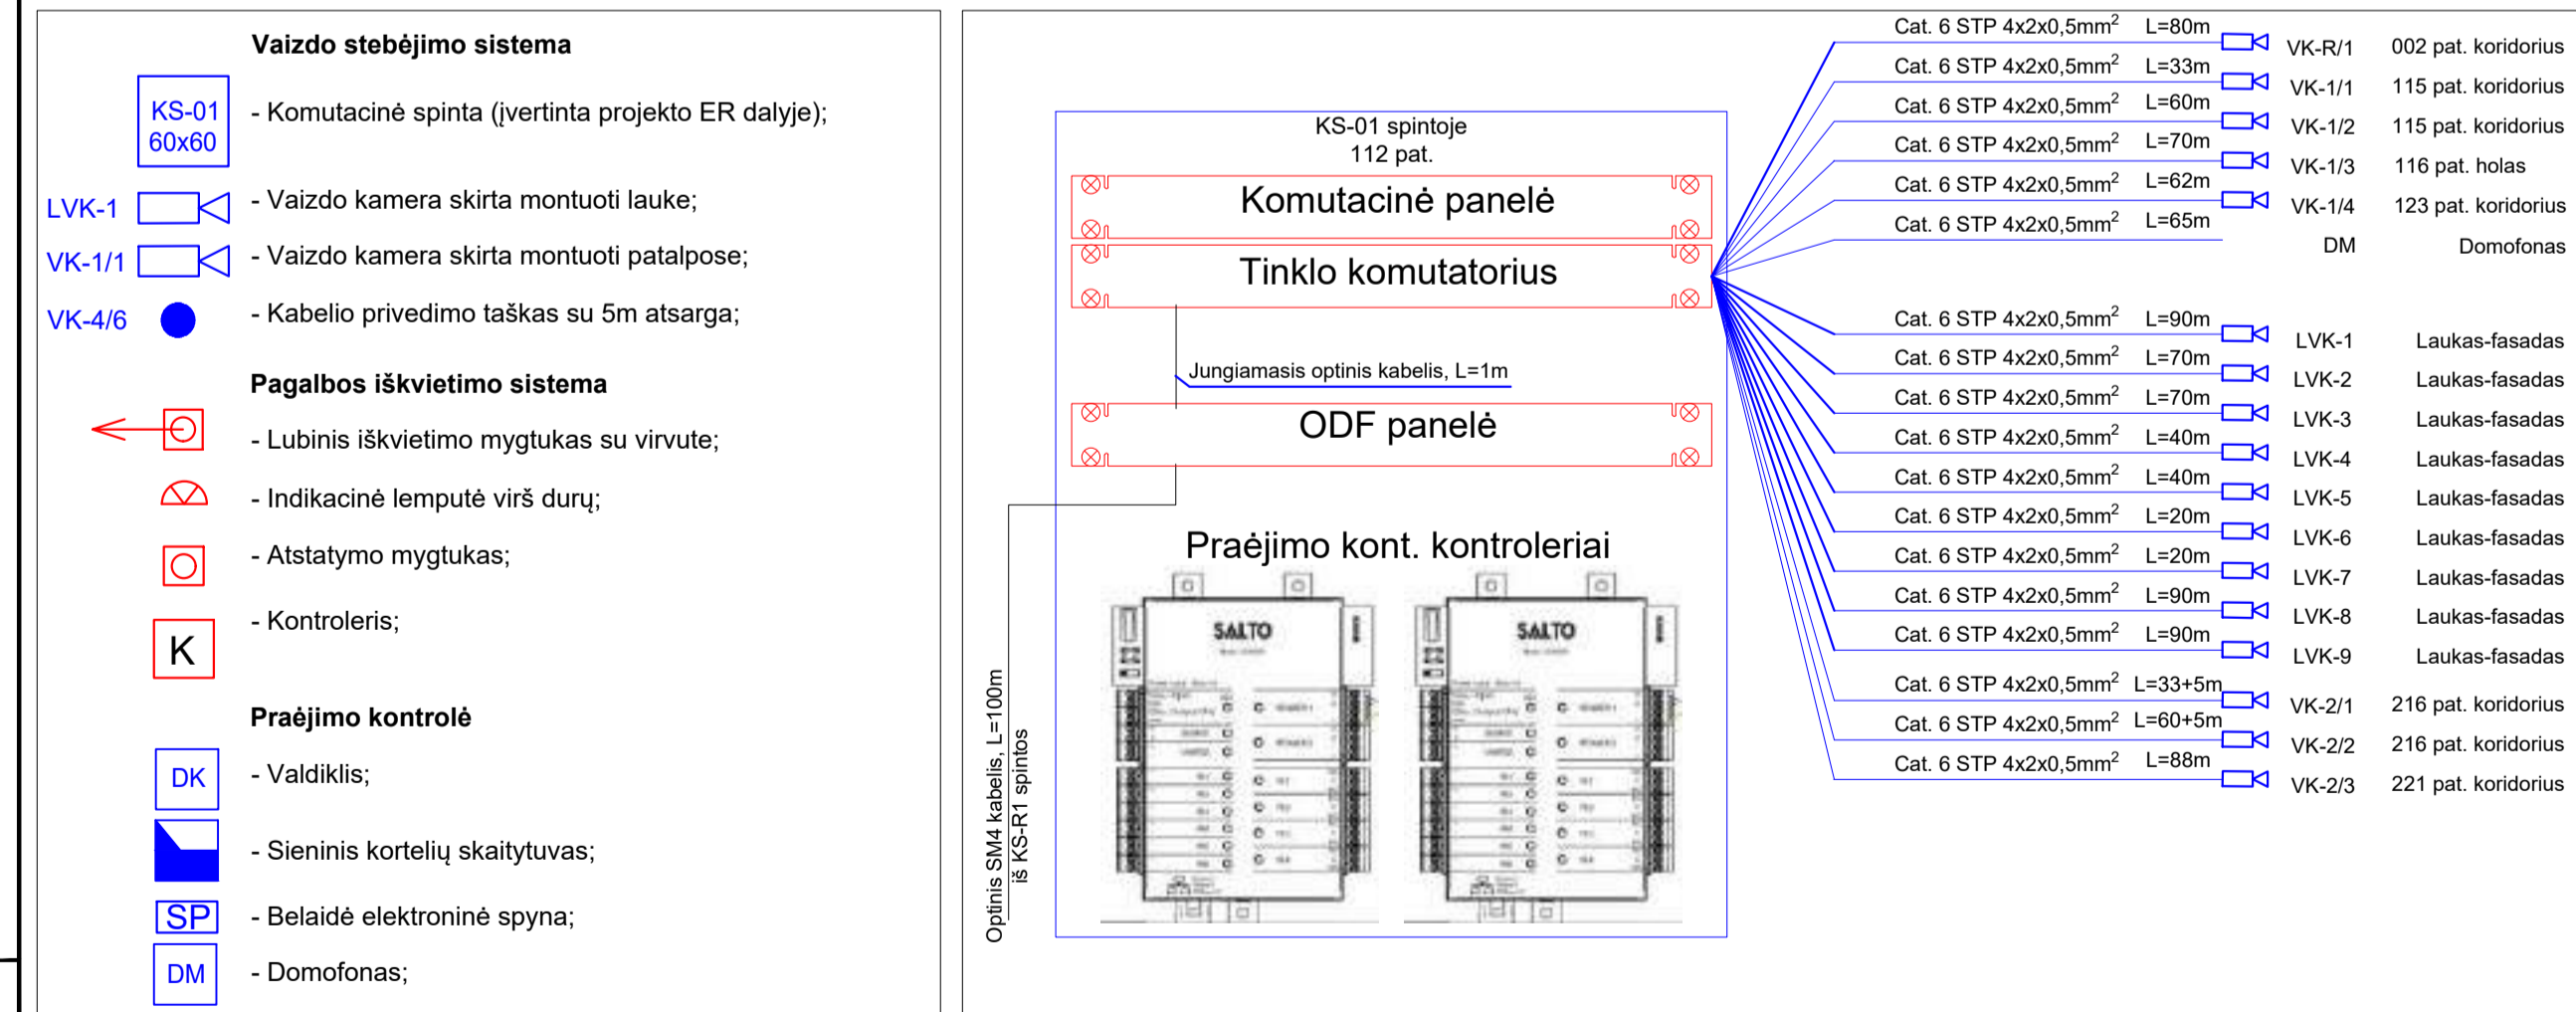 Vaizdo stebėjimo sistema
KS-01
60x60
- Komutacinė spinta (įvertinta projekto ER dalyje);
LVK-1 - Vaizdo kamera skirta montuoti lauke;
VK-1/1 - Vaizdo kamera skirta montuoti patalpose;
VK-4/6 - Kabelio privedimo taškas su 5m atsarga;
Pagalbos iškvietimo sistema
- Lubinis iškvietimo mygtukas su virvute;
- Indikacinė lemputė virš durų;
- Atstatymo mygtukas;
K - Kontroleris;
Praėjimo kontrolė
DK - Valdiklis;
- Sieninis kortelių skaitytuvas;
SP - Belaidė elektroninė spyna;
DM - Domofonas;
KS-01 spintoje
112 pat.
Komutacinė panelė
Tinklo komutatorius
Jungiamasis optinis kabelis, L=1m
ODF panelė
Praėjimo kont. kontroleriai
SALTO
SALTO
Optinis SM4 kabelis, L=100m
iš KS-R1 spintos
Cat. 6 STP 4x2x0,5mm² L=80m VK-R/1 002 pat. koridorius
Cat. 6 STP 4x2x0,5mm² L=33m VK-1/1 115 pat. koridorius
Cat. 6 STP 4x2x0,5mm² L=60m VK-1/2 115 pat. koridorius
Cat. 6 STP 4x2x0,5mm² L=70m VK-1/3 116 pat. holas
Cat. 6 STP 4x2x0,5mm² L=62m VK-1/4 123 pat. koridorius
Cat. 6 STP 4x2x0,5mm² L=65m DM Domofonas
Cat. 6 STP 4x2x0,5mm² L=90m LVK-1 Laukas-fasadas
Cat. 6 STP 4x2x0,5mm² L=70m LVK-2 Laukas-fasadas
Cat. 6 STP 4x2x0,5mm² L=70m LVK-3 Laukas-fasadas
Cat. 6 STP 4x2x0,5mm² L=40m LVK-4 Laukas-fasadas
Cat. 6 STP 4x2x0,5mm² L=40m LVK-5 Laukas-fasadas
Cat. 6 STP 4x2x0,5mm² L=20m LVK-6 Laukas-fasadas
Cat. 6 STP 4x2x0,5mm² L=20m LVK-7 Laukas-fasadas
Cat. 6 STP 4x2x0,5mm² L=90m LVK-8 Laukas-fasadas
Cat. 6 STP 4x2x0,5mm² L=90m LVK-9 Laukas-fasadas
Cat. 6 STP 4x2x0,5mm² L=33+5m VK-2/1 216 pat. koridorius
Cat. 6 STP 4x2x0,5mm² L=60+5m VK-2/2 216 pat. koridorius
Cat. 6 STP 4x2x0,5mm² L=88m VK-2/3 221 pat. koridorius